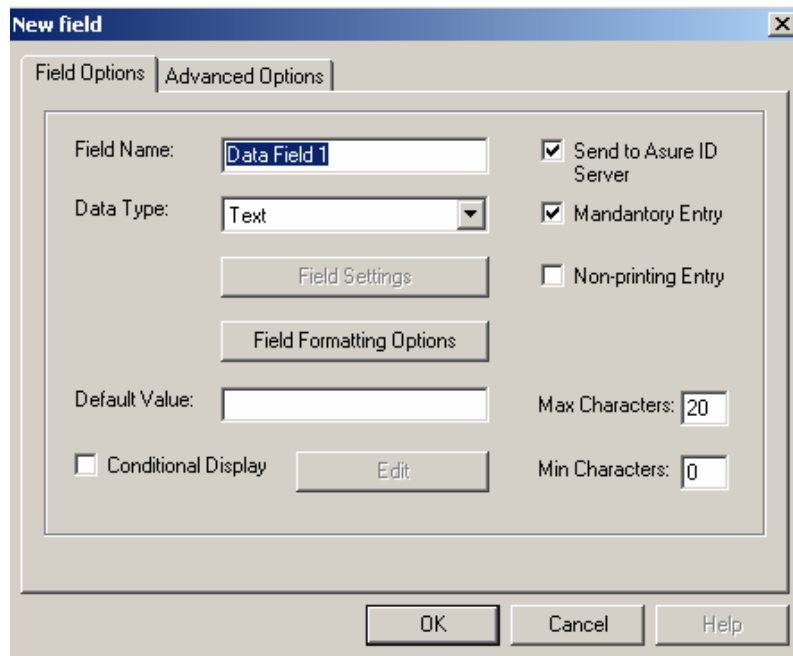 New field
Field Options
Advanced Options
Field Name:
Data Field 1
Send to Asure ID
Server
Data Type:
Text
Mandantory Entry
Field Settings
Non-printing Entry
Field Formatting Options
Default Value:
Max Characters:
20
Conditional Display
Edit
Min Characters:
0
OK
Cancel
Help